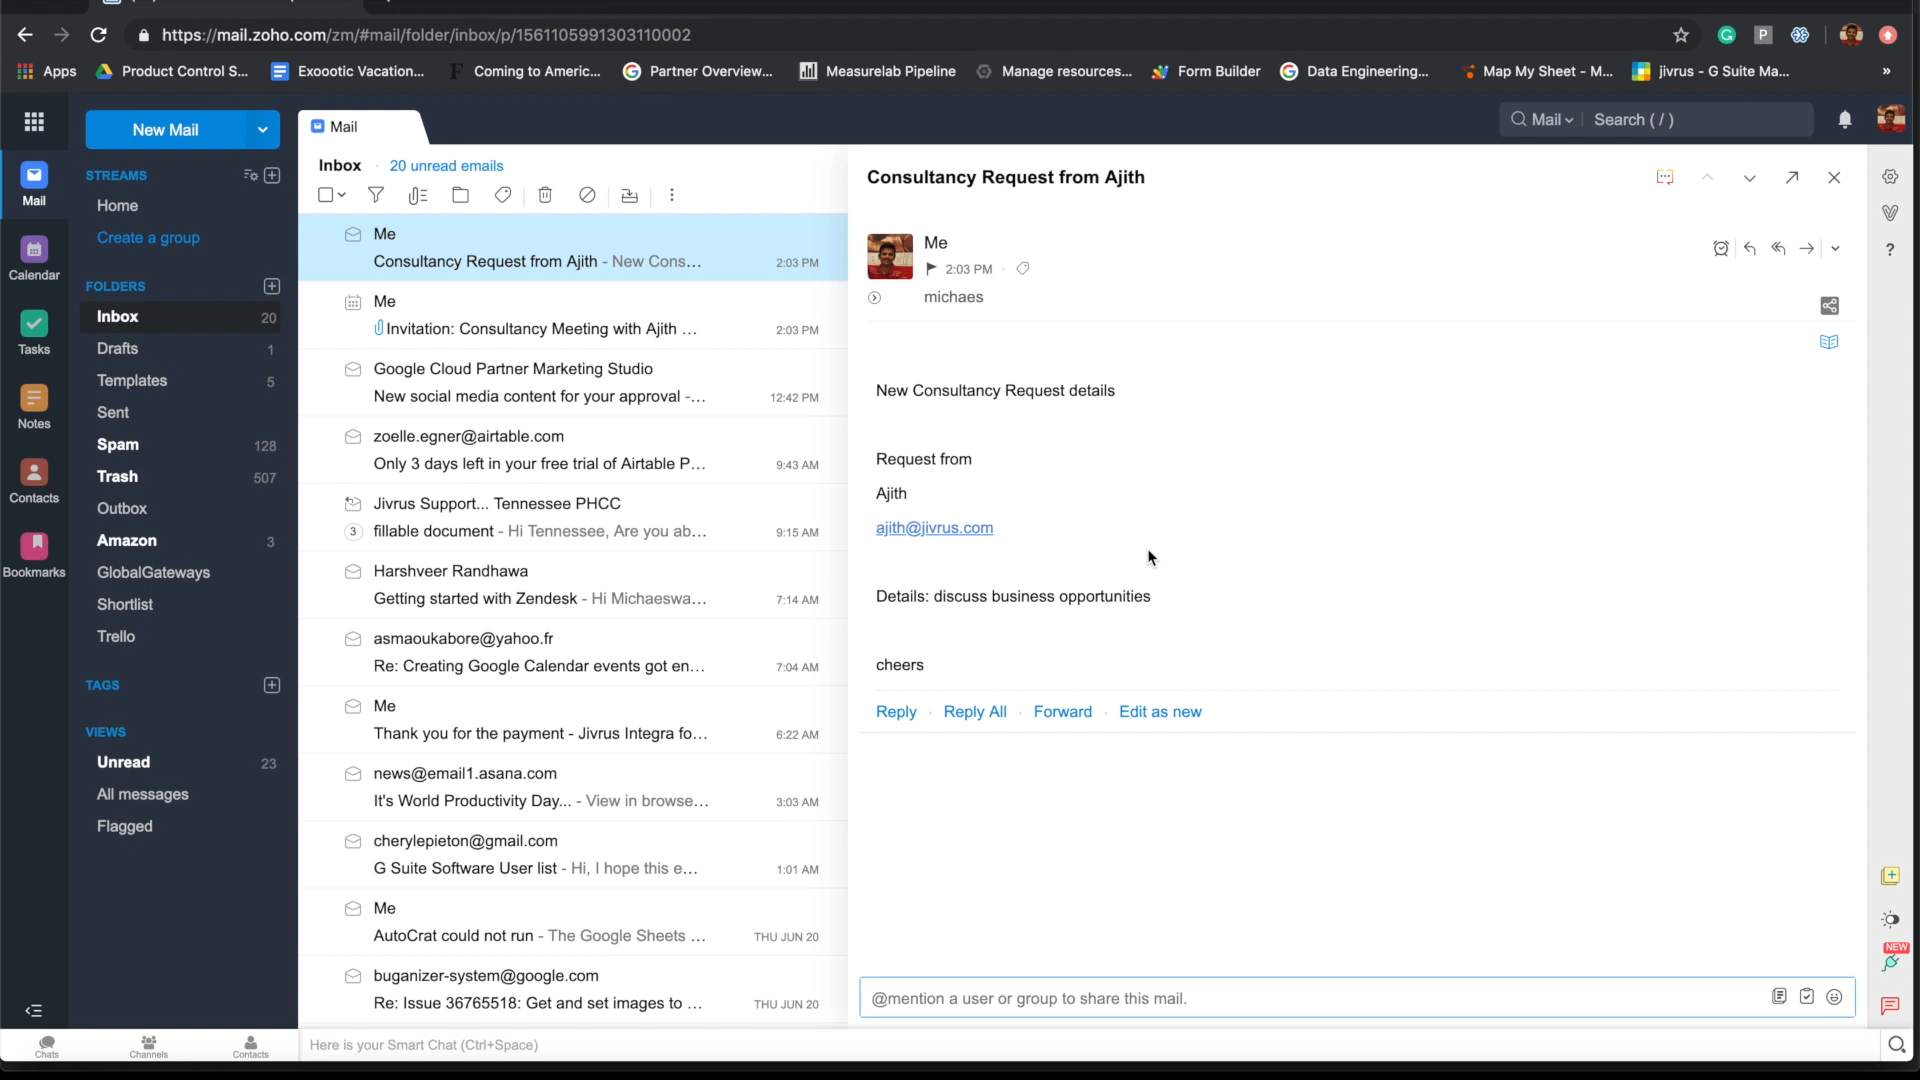 https://mail.zoho.com/zm/#mail/folder/inbox/p/1561105991303110002
P
Apps
Product Control S...
Exoootic Vacation...
Coming to Americ...
Partner Overview...
Measurelab Pipeline
Manage resources...
Form Builder
Data Engineering...
Map My Sheet - M...
jivrus - G Suite Ma...
»
New Mail
Mail
Mail
Search ( / )
Mail
Calendar
Tasks
Notes
Contacts
Bookmarks
STREAMS
Home
Create a group
FOLDERS
Inbox 20
Drafts 1
Templates 5
Sent
Spam 128
Trash 507
Outbox
Amazon 3
GlobalGateways
Shortlist
Trello
TAGS
VIEWS
Unread 23
All messages
Flagged
Inbox · 20 unread emails
Me
Consultancy Request from Ajith - New Cons... 2:03 PM
Me
Invitation: Consultancy Meeting with Ajith ... 2:03 PM
Google Cloud Partner Marketing Studio
New social media content for your approval -... 12:42 PM
zoelle.egner@airtable.com
Only 3 days left in your free trial of Airtable P... 9:43 AM
Jivrus Support... Tennessee PHCC
3 fillable document - Hi Tennessee, Are you ab... 9:15 AM
Harshveer Randhawa
Getting started with Zendesk - Hi Michaeswa... 7:14 AM
asmaoukabore@yahoo.fr
Re: Creating Google Calendar events got en... 7:04 AM
Me
Thank you for the payment - Jivrus Integra fo... 6:22 AM
news@email1.asana.com
It's World Productivity Day... - View in browse... 3:03 AM
cherylepieton@gmail.com
G Suite Software User list - Hi, I hope this e... 1:01 AM
Me
AutoCrat could not run - The Google Sheets ... THU JUN 20
buganizer-system@google.com
Re: Issue 36765518: Get and set images to ... THU JUN 20
Consultancy Request from Ajith
Me
2:03 PM
michaes
New Consultancy Request details
Request from
Ajith
ajith@jivrus.com
Details: discuss business opportunities
cheers
Reply · Reply All · Forward · Edit as new
@mention a user or group to share this mail.
?
NEW
Chats
Channels
Contacts
Here is your Smart Chat (Ctrl+Space)